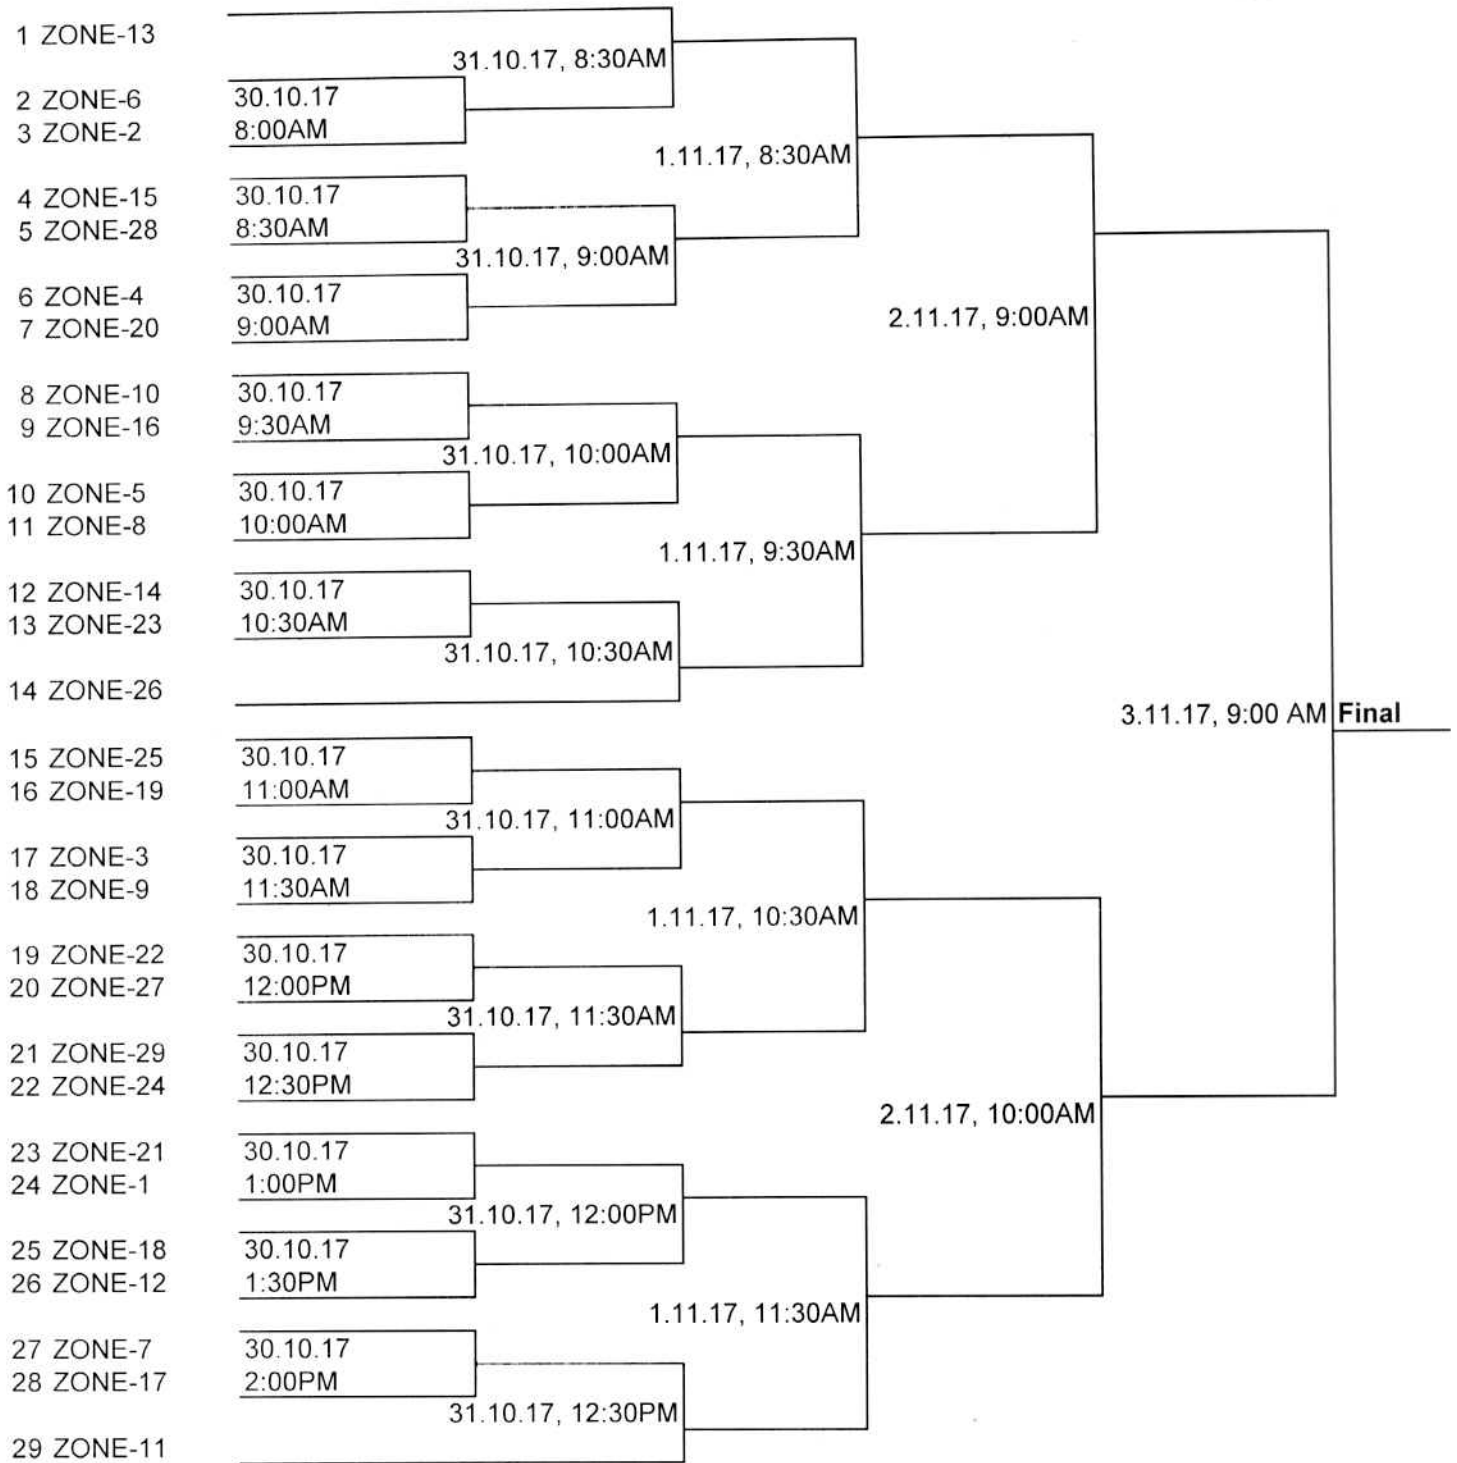 1 ZONE-13
31.10.17, 8:30AM
2 ZONE-6 30.10.17
3 ZONE-2 8:00AM
1.11.17, 8:30AM
4 ZONE-15 30.10.17
5 ZONE-28 8:30AM
31.10.17, 9:00AM
6 ZONE-4 30.10.17
7 ZONE-20 9:00AM
2.11.17, 9:00AM
8 ZONE-10 30.10.17
9 ZONE-16 9:30AM
31.10.17, 10:00AM
10 ZONE-5 30.10.17
11 ZONE-8 10:00AM
1.11.17, 9:30AM
12 ZONE-14 30.10.17
13 ZONE-23 10:30AM
31.10.17, 10:30AM
14 ZONE-26
3.11.17, 9:00 AM Final
15 ZONE-25 30.10.17
16 ZONE-19 11:00AM
31.10.17, 11:00AM
17 ZONE-3 30.10.17
18 ZONE-9 11:30AM
1.11.17, 10:30AM
19 ZONE-22 30.10.17
20 ZONE-27 12:00PM
31.10.17, 11:30AM
21 ZONE-29 30.10.17
22 ZONE-24 12:30PM
2.11.17, 10:00AM
23 ZONE-21 30.10.17
24 ZONE-1 1:00PM
31.10.17, 12:00PM
25 ZONE-18 30.10.17
26 ZONE-12 1:30PM
1.11.17, 11:30AM
27 ZONE-7 30.10.17
28 ZONE-17 2:00PM
31.10.17, 12:30PM
29 ZONE-11